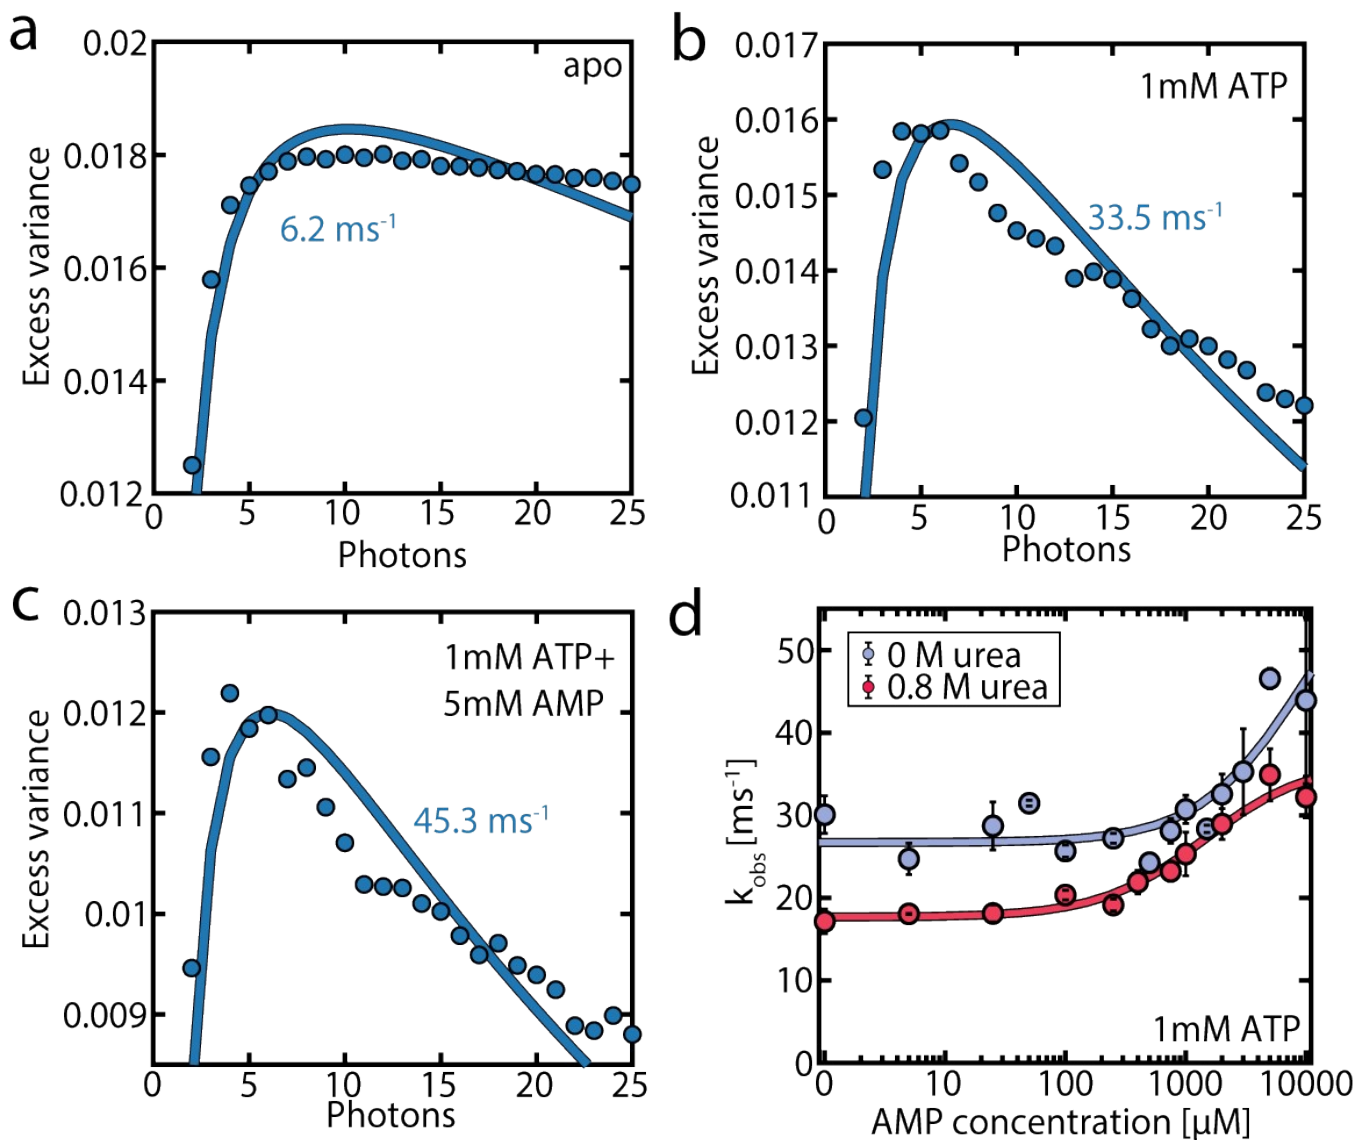 a
0.02
0.018
0.016
0.014
0.012
Excess variance
apo
6.2 ms⁻¹
0 5 10 15 20 25
Photons
b
0.017
0.016
0.015
0.014
0.013
0.012
0.011
Excess variance
1mM ATP
33.5 ms⁻¹
0 5 10 15 20 25
Photons
c
0.013
0.012
0.011
0.01
0.009
Excess variance
1mM ATP+
5mM AMP
45.3 ms⁻¹
0 5 10 15 20 25
Photons
d
50
40
30
20
10
0
k_obs [ms⁻¹]
0 M urea
0.8 M urea
1mM ATP
0 10 100 1000 10000
AMP concentration [µM]